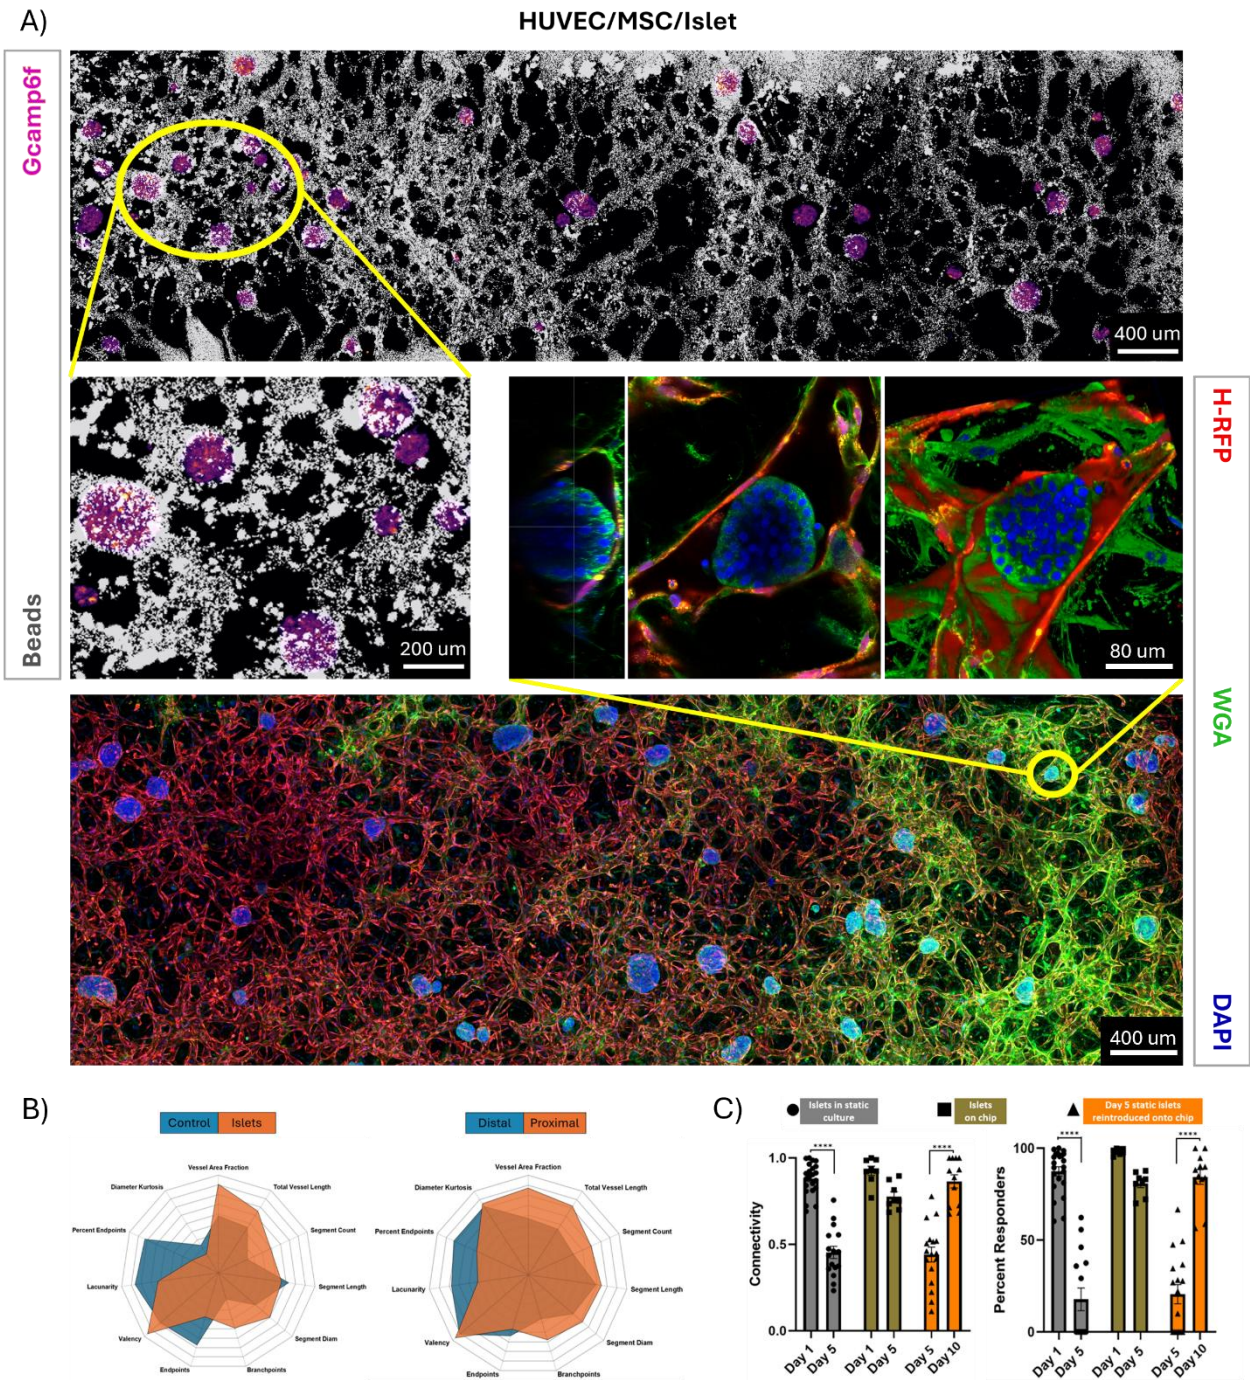 A)
HUVEC/MSC/Islet
Gcamp6f
Beads
400 um
200 um
80 um
H-RFP
WGA
DAPI
400 um
B)
Control
Islets
Vessel Area Fraction
Total Vessel Length
Segment Count
Segment Length
Segment Diam
Branchpoints
Endpoints
Valency
Lacunarity
Percent Endpoints
Diameter Kurtosis
Distal
Proximal
Vessel Area Fraction
Total Vessel Length
Segment Count
Segment Length
Segment Diam
Branchpoints
Endpoints
Valency
Lacunarity
Percent Endpoints
Diameter Kurtosis
C)
Islets in static
culture
Islets
on chip
Day 5 static islets
reintroduced onto chip
Connectivity
1.0
0.5
0.0
****
****
Day 1
Day 5
Day 1
Day 5
Day 5
Day 10
Percent Responders
100
50
0
****
****
Day 1
Day 5
Day 1
Day 5
Day 5
Day 10